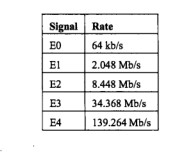 Signal Rate
E0 64 kb/s
E1 2.048 Mb/s
E2 8.448 Mb/s
E3 34.368 Mb/s
E4 139.264 Mb/s